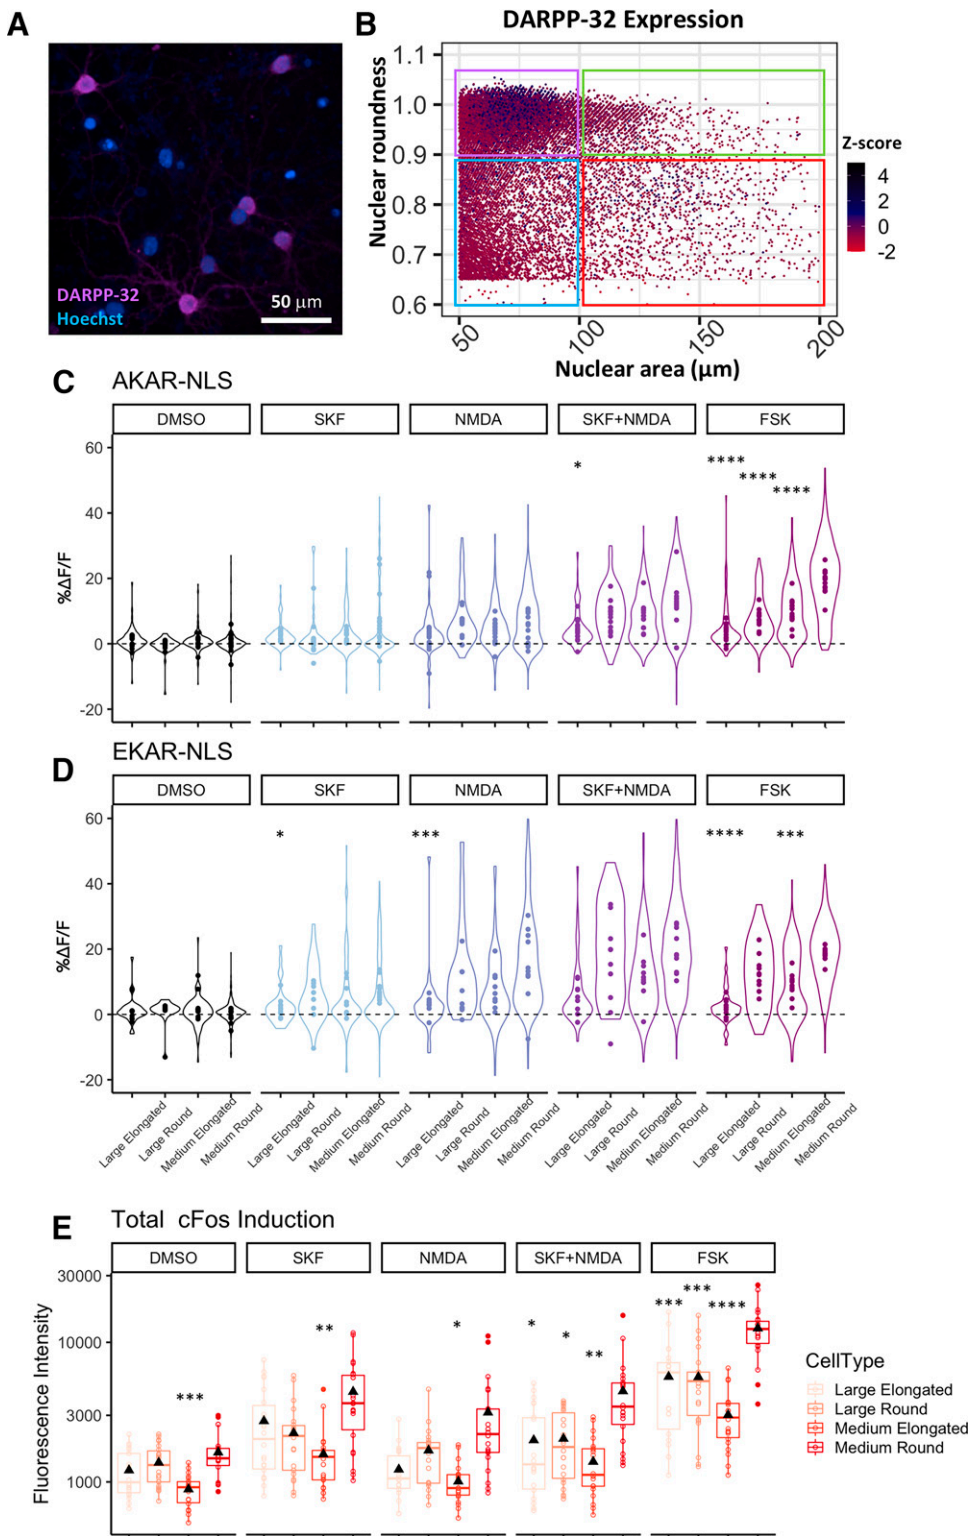 A
DARPP-32
Hoechst
50 μm
B
DARPP-32 Expression
Nuclear roundness
1.1
1.0
0.9
0.8
0.7
0.6
50
100
150
200
Nuclear area (μm)
Z-score
4
2
0
-2
C
AKAR-NLS
DMSO
SKF
NMDA
SKF+NMDA
FSK
%ΔF/F
60
40
20
0
-20
*
****
****
****
D
EKAR-NLS
DMSO
SKF
NMDA
SKF+NMDA
FSK
%ΔF/F
60
40
20
0
-20
*
***
****
***
Large Elongated
Large Round
Medium Elongated
Medium Round
Large Elongated
Large Round
Medium Elongated
Medium Round
Large Elongated
Large Round
Medium Elongated
Medium Round
Large Elongated
Large Round
Medium Elongated
Medium Round
Large Elongated
Large Round
Medium Elongated
Medium Round
E
Total cFos Induction
DMSO
SKF
NMDA
SKF+NMDA
FSK
Fluorescence Intensity
30000
10000
3000
1000
***
**
*
*
*
**
***
***
****
CellType
Large Elongated
Large Round
Medium Elongated
Medium Round